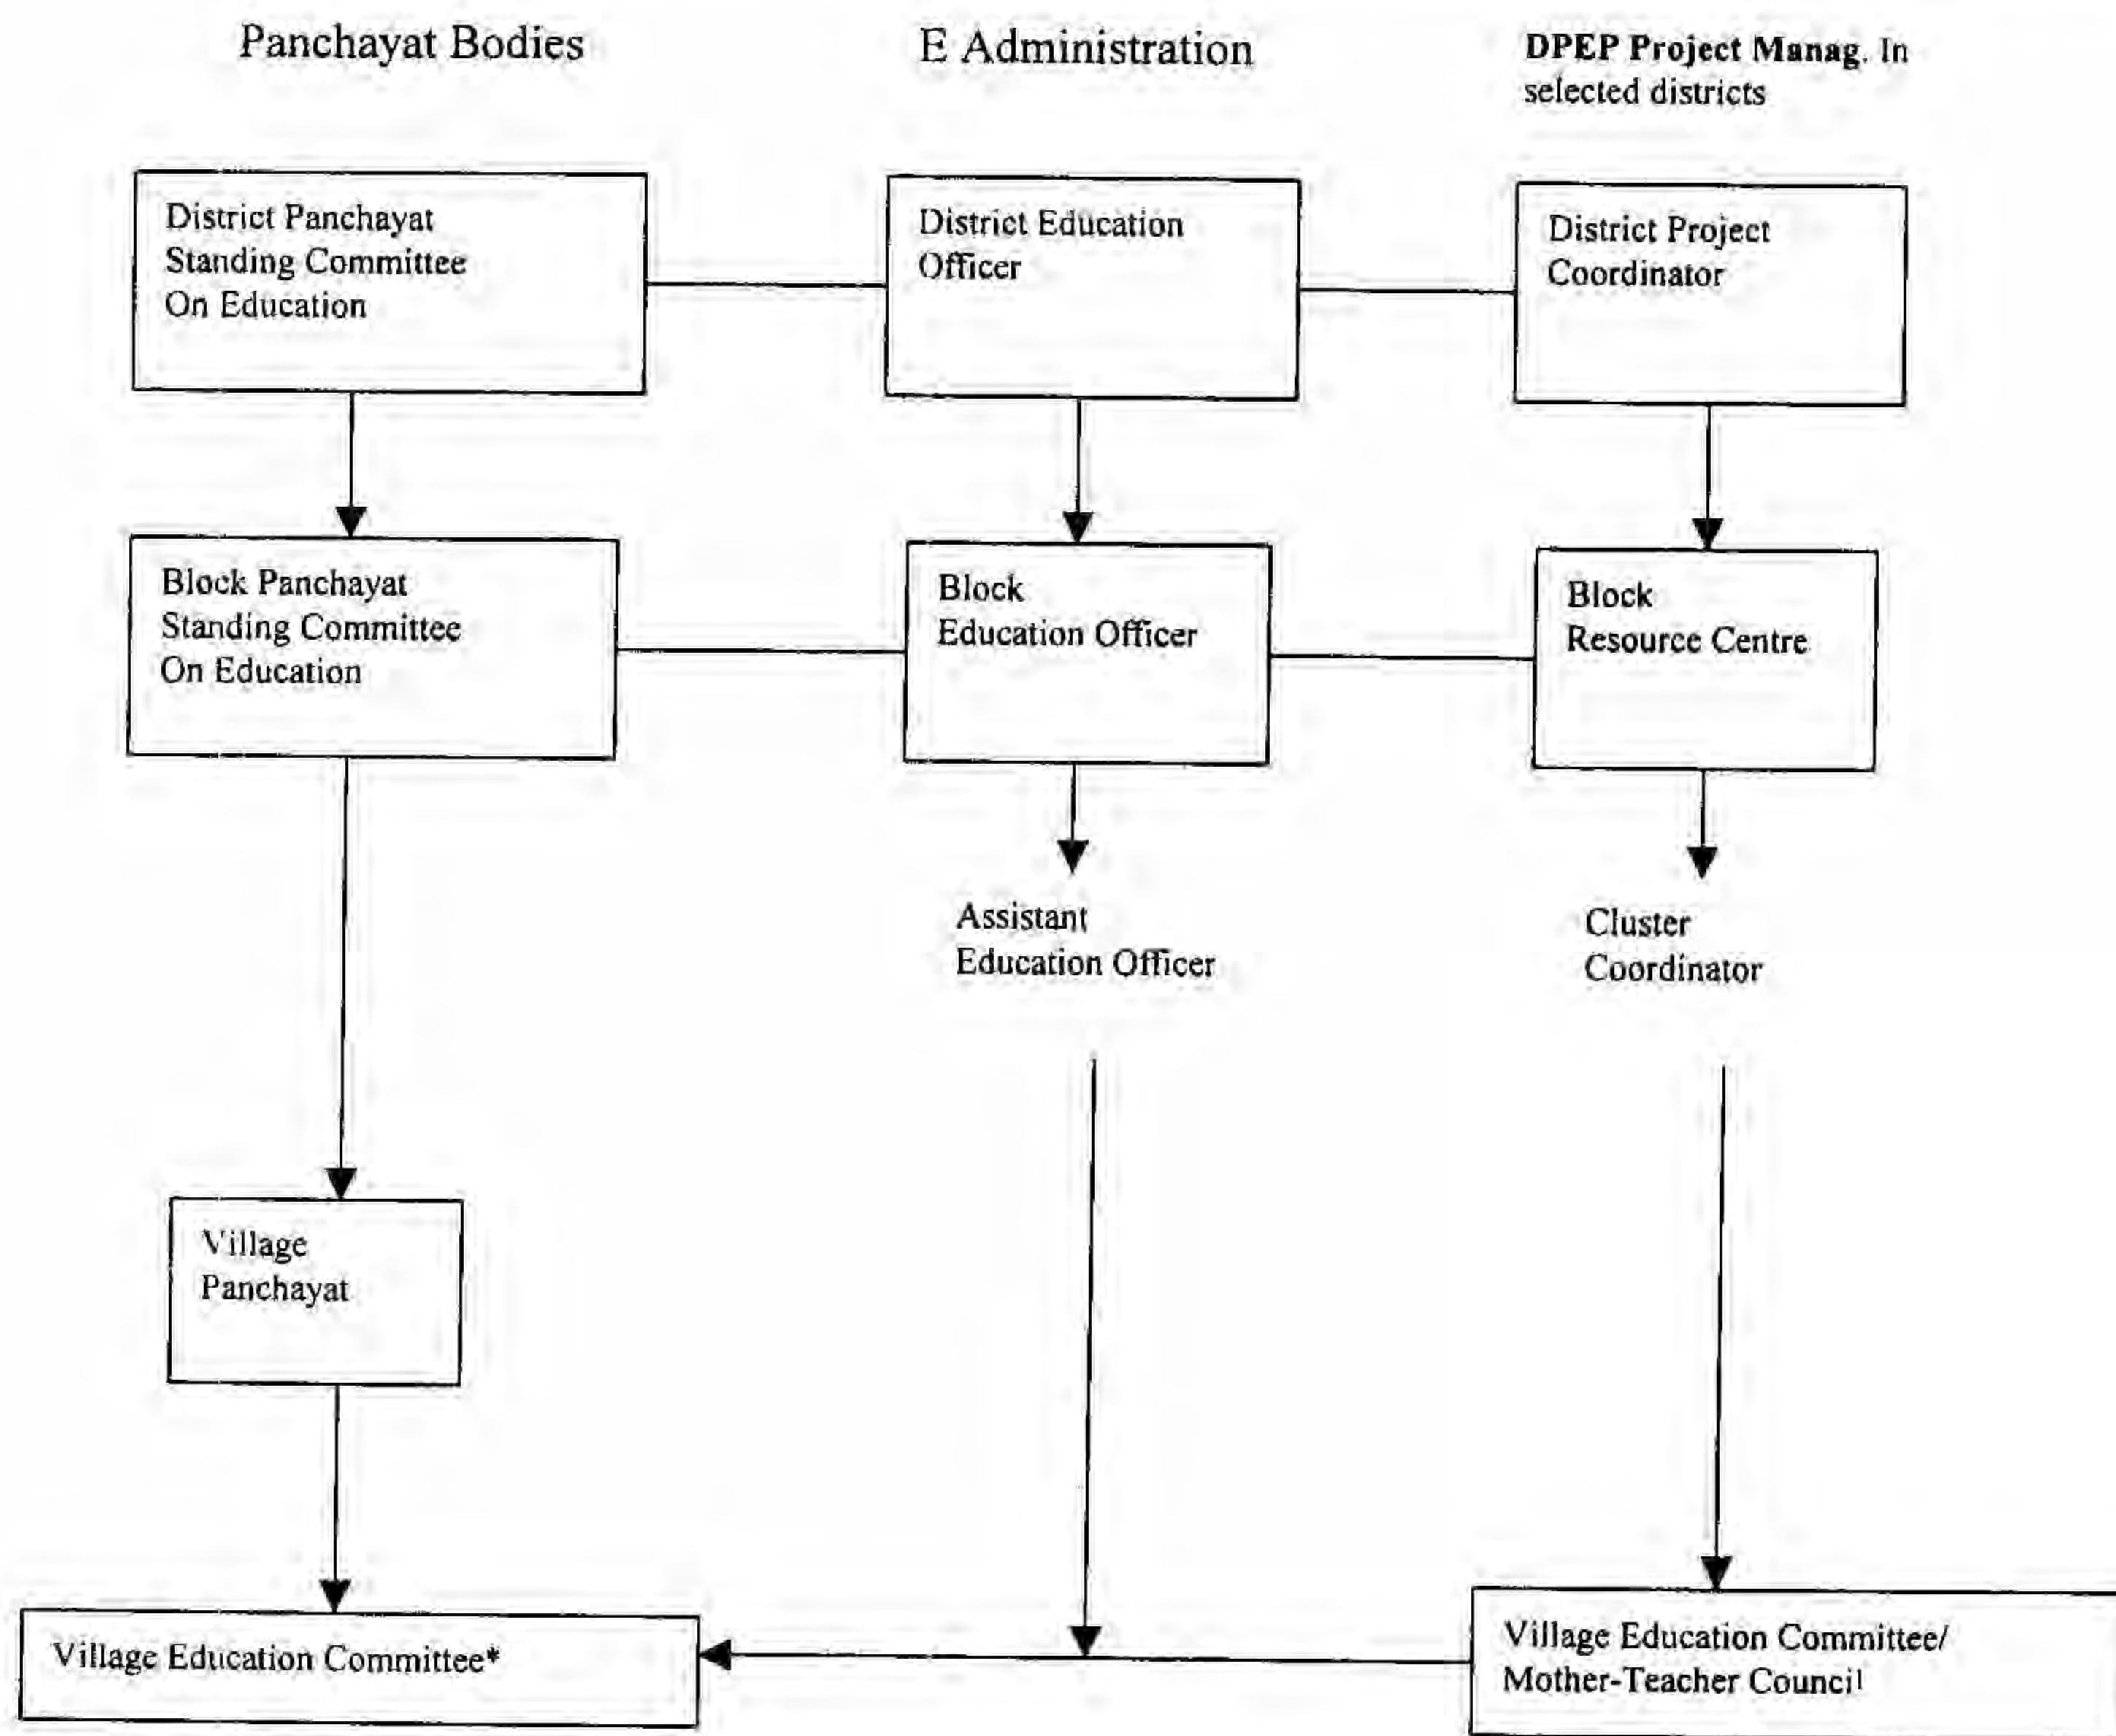 Panchayat Bodies
E Administration
DPEP Project Manag. In
selected districts
District Panchayat
Standing Committee
On Education
District Education
Officer
District Project
Coordinator
Block Panchayat
Standing Committee
On Education
Block
Education Officer
Block
Resource Centre
Assistant
Education Officer
Cluster
Coordinator
Village
Panchayat
Village Education Committee*
Village Education Committee/
Mother-Teacher Council